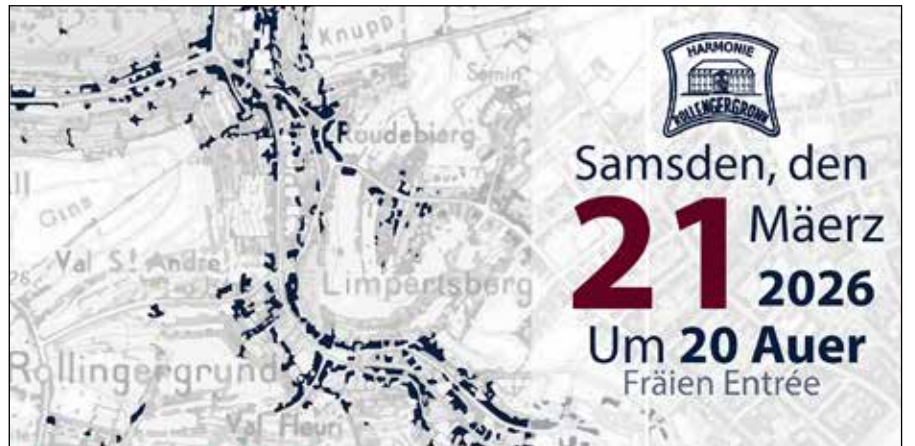 Knupp
Sémin
Roudebierg
Val St André
Limpertsberg
Rollingergrund
Val Fleuri
HARMONIE
ROLLENGERGRONN
Samsden, den
21 Mäerz
2026
Um 20 Auer
Fräien Entrée